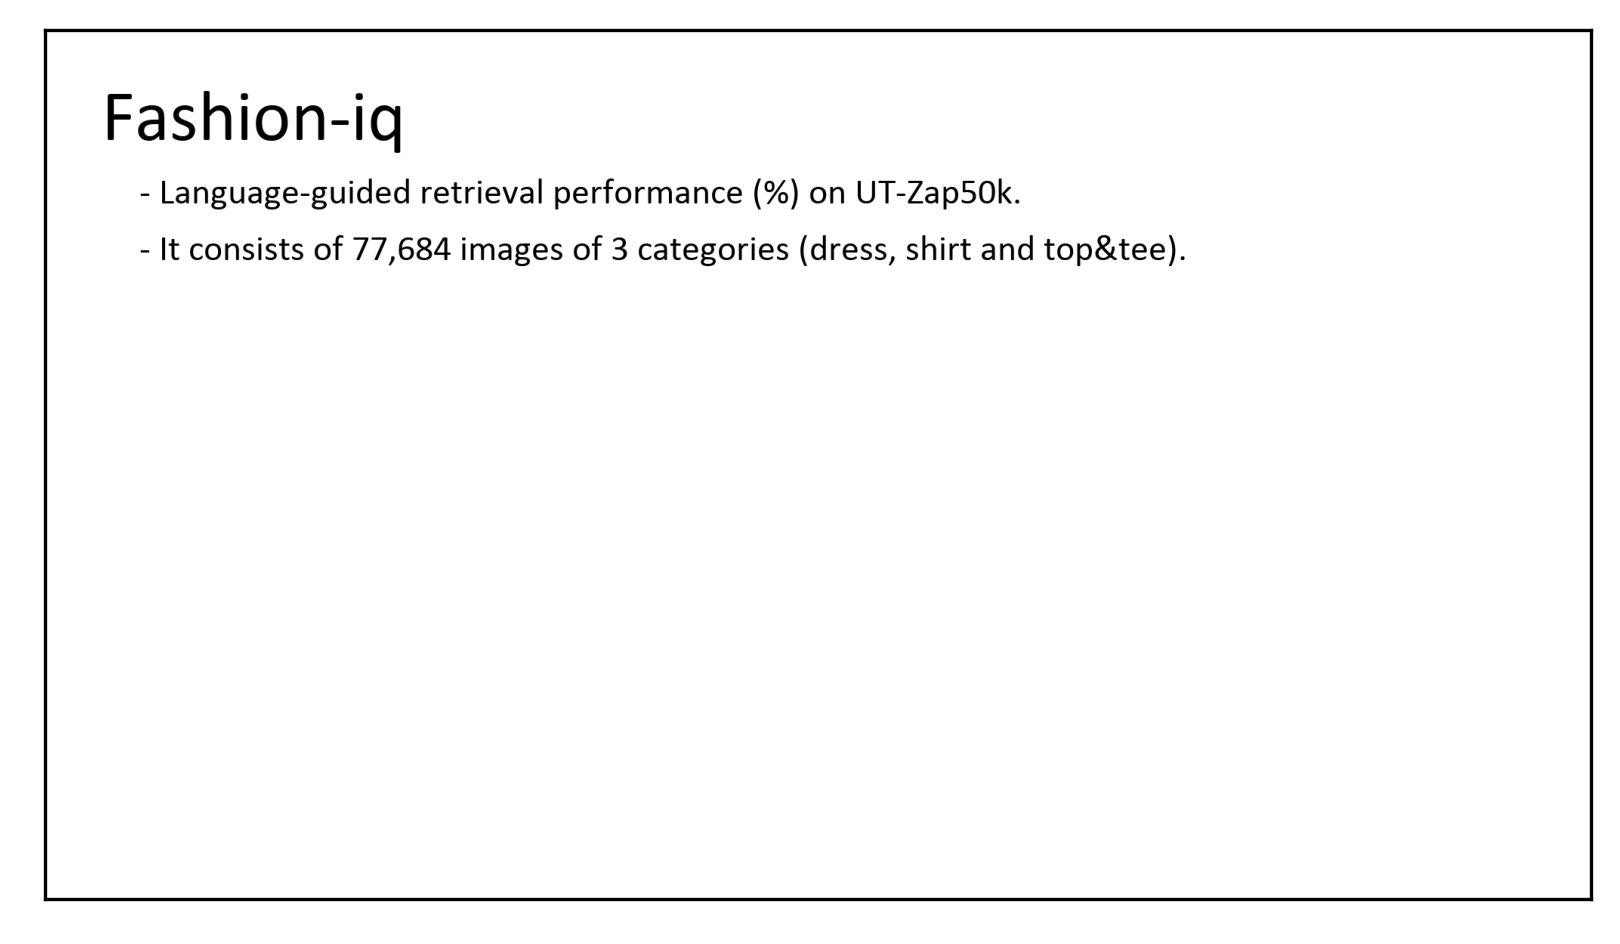 Fashion-iq
- Language-guided retrieval performance (%) on UT-Zap50k.
- It consists of 77,684 images of 3 categories (dress, shirt and top&tee).